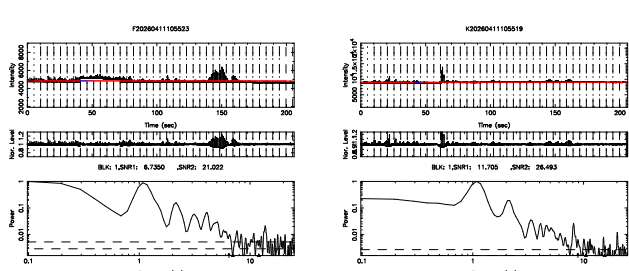 F20260411105523
K20260411105519
Intensity
2000 4000 6000 8000
0 50 100 150 200
Time (sec)
Intensity
5000
0 50 100 150 200
Time (sec)
Nor. Level
0.8 1 1.2
Nor. Level
BLK: 1,SNR1: 6.7350 ,SNR2: 21.022
BLK: 1,SNR1: 11.705 ,SNR2: 26.493
Power
1
0.1
0.01
0.1 1 10
Power
1
0.1
0.01
0.1 1 10